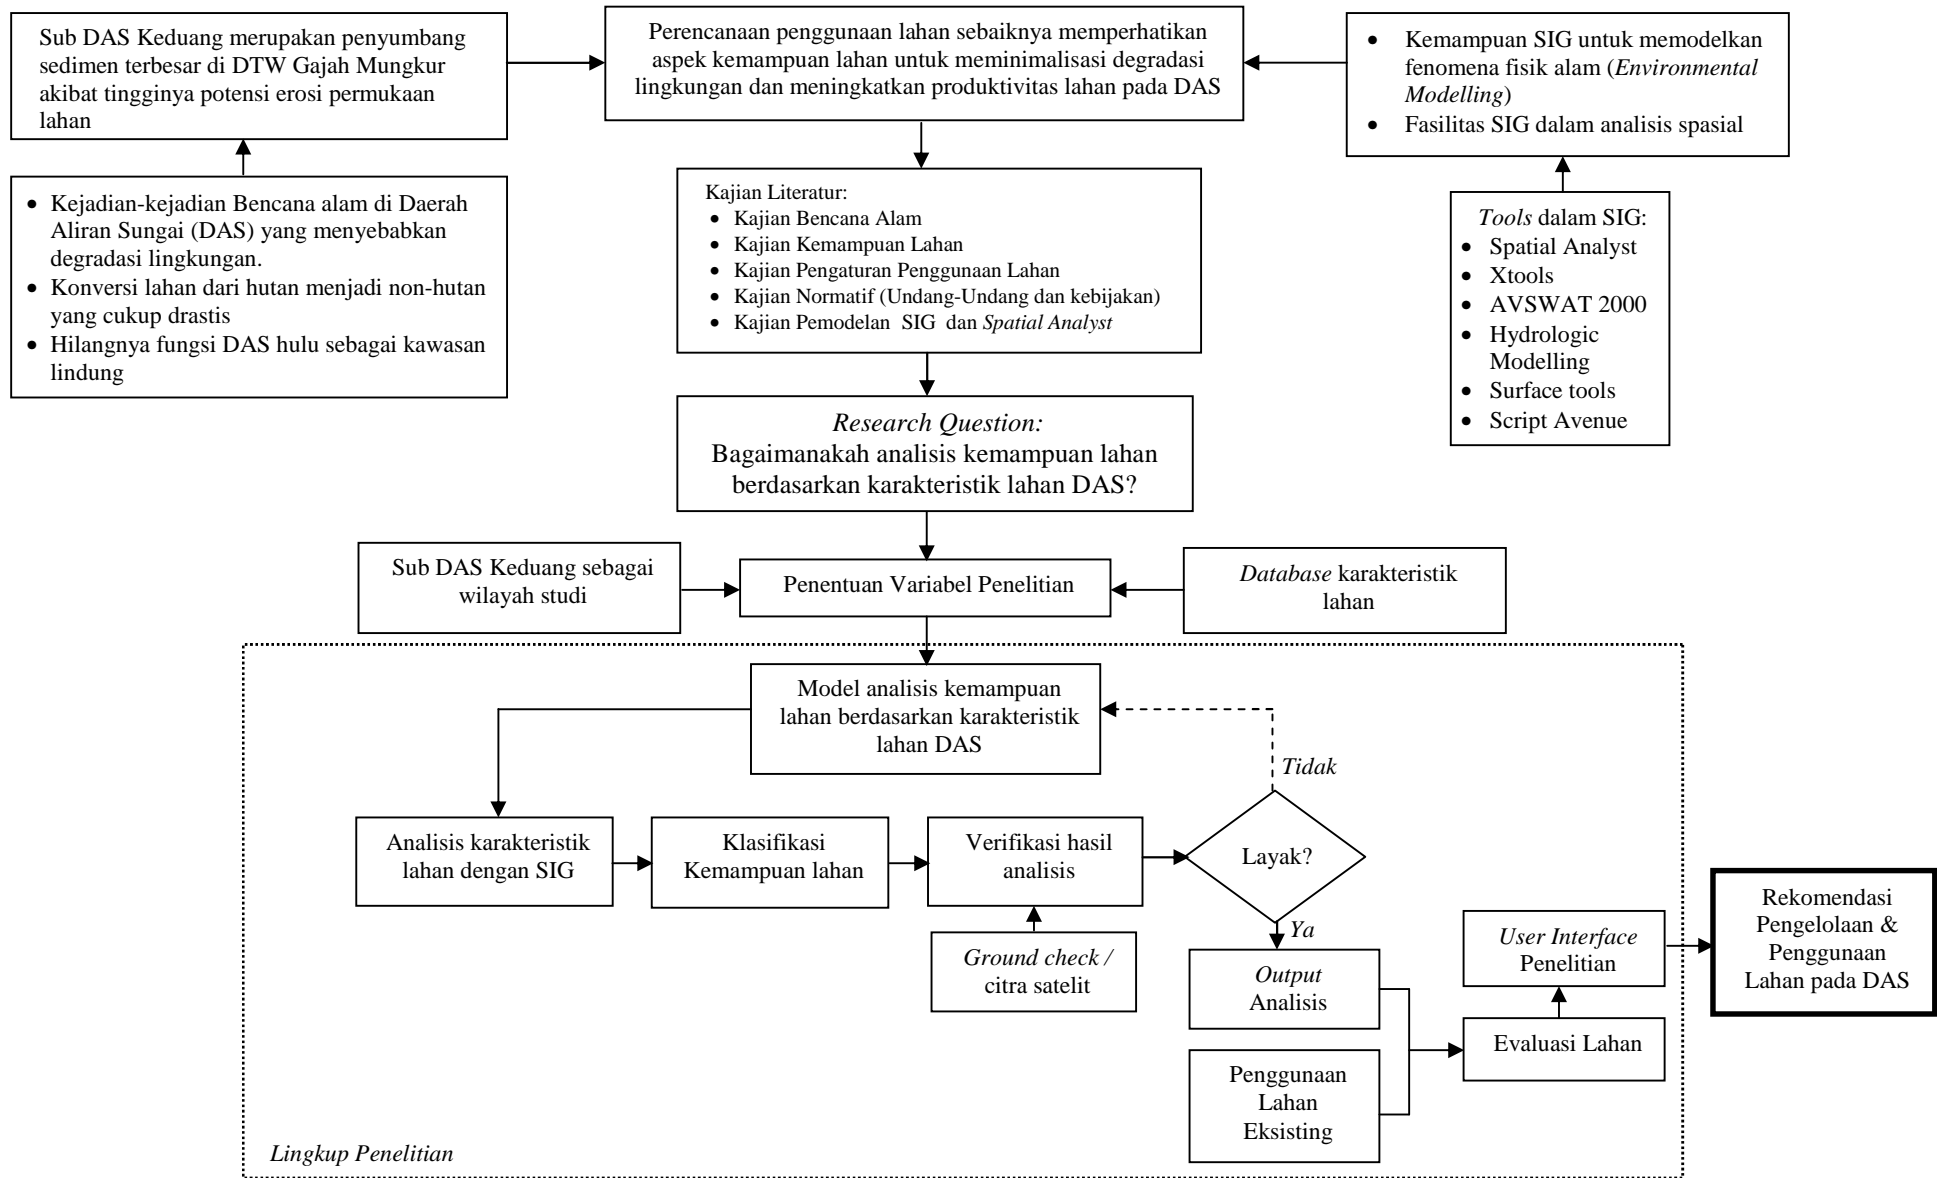 Sub DAS Keduang merupakan penyumbang
sedimen terbesar di DTW Gajah Mungkur
akibat tingginya potensi erosi permukaan
lahan
Perencanaan penggunaan lahan sebaiknya memperhatikan
aspek kemampuan lahan untuk meminimalisasi degradasi
lingkungan dan meningkatkan produktivitas lahan pada DAS
• Kemampuan SIG untuk memodelkan
fenomena fisik alam (Environmental
Modelling)
• Fasilitas SIG dalam analisis spasial
• Kejadian-kejadian Bencana alam di Daerah
Aliran Sungai (DAS) yang menyebabkan
degradasi lingkungan.
• Konversi lahan dari hutan menjadi non-hutan
yang cukup drastis
• Hilangnya fungsi DAS hulu sebagai kawasan
lindung
Kajian Literatur:
• Kajian Bencana Alam
• Kajian Kemampuan Lahan
• Kajian Pengaturan Penggunaan Lahan
• Kajian Normatif (Undang-Undang dan kebijakan)
• Kajian Pemodelan SIG dan Spatial Analyst
Tools dalam SIG:
• Spatial Analyst
• Xtools
• AVSWAT 2000
• Hydrologic
Modelling
• Surface tools
• Script Avenue
Research Question:
Bagaimanakah analisis kemampuan lahan
berdasarkan karakteristik lahan DAS?
Sub DAS Keduang sebagai
wilayah studi
Penentuan Variabel Penelitian
Database karakteristik
lahan
Model analisis kemampuan
lahan berdasarkan karakteristik
lahan DAS
Tidak
Analisis karakteristik
lahan dengan SIG
Klasifikasi
Kemampuan lahan
Verifikasi hasil
analisis
Layak?
Ya
Ground check /
citra satelit
Output
Analisis
Penggunaan
Lahan
Eksisting
Evaluasi Lahan
User Interface
Penelitian
Rekomendasi
Pengelolaan &
Penggunaan
Lahan pada DAS
Lingkup Penelitian